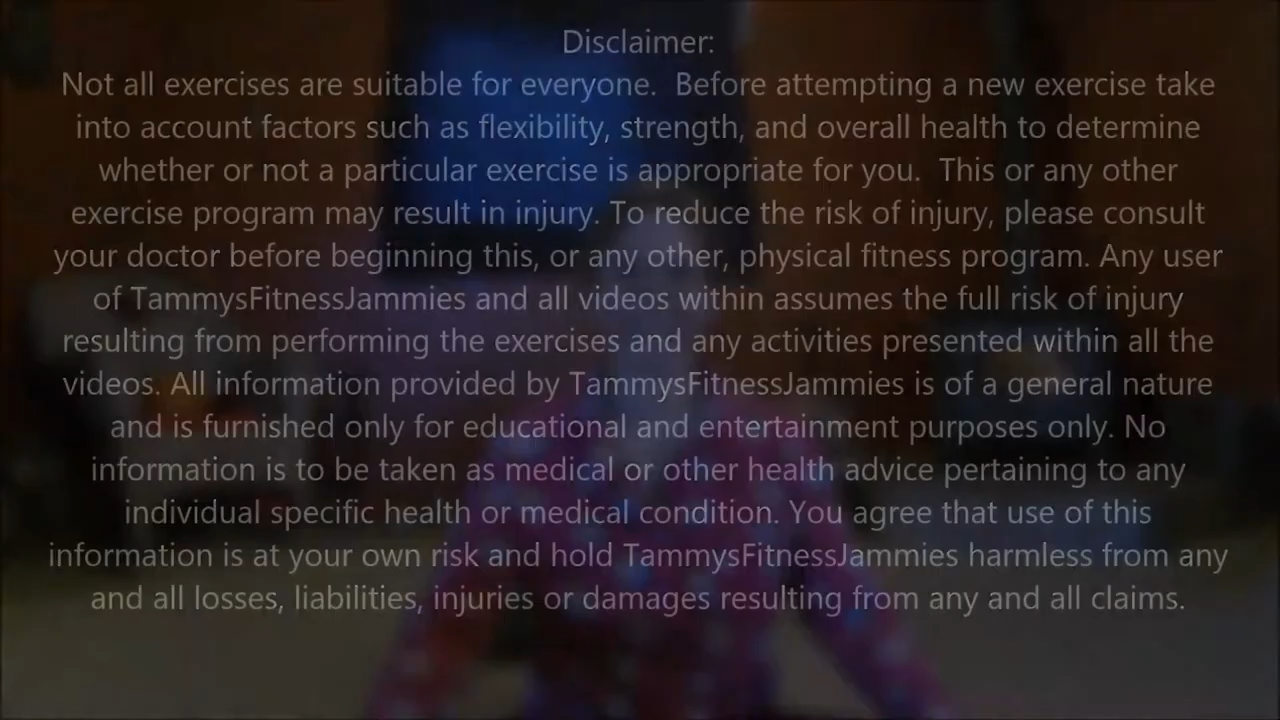 Disclaimer:
Not all exercises are suitable for everyone.  Before attempting a new exercise take
into account factors such as flexibility, strength, and overall health to determine
whether or not a particular exercise is appropriate for you.  This or any other
exercise program may result in injury. To reduce the risk of injury, please consult
your doctor before beginning this, or any other, physical fitness program. Any user
of TammysFitnessJammies and all videos within assumes the full risk of injury
resulting from performing the exercises and any activities presented within all the
videos. All information provided by TammysFitnessJammies is of a general nature
and is furnished only for educational and entertainment purposes only. No
information is to be taken as medical or other health advice pertaining to any
individual specific health or medical condition. You agree that use of this
information is at your own risk and hold TammysFitnessJammies harmless from any
and all losses, liabilities, injuries or damages resulting from any and all claims.